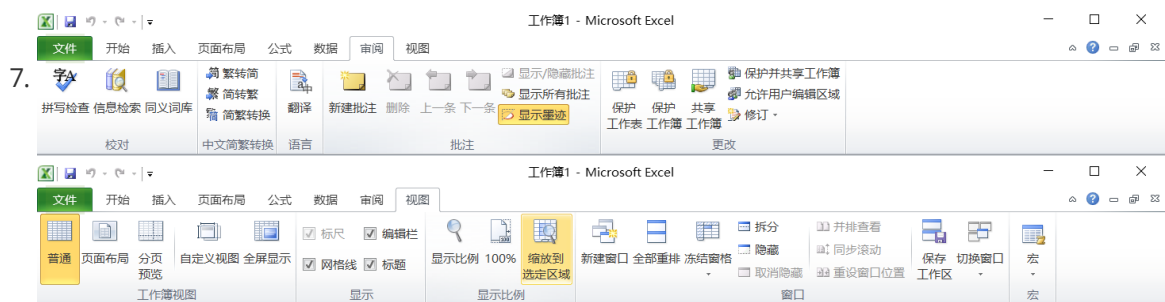 工作簿1 - Microsoft Excel
文件 开始 插入 页面布局 公式 数据 审阅 视图
7.
字A
拼写检查 信息检索 同义词库
校对
简 繁转简
繁 简转繁
简繁转换
中文简繁转换
翻译
语言
新建批注 删除 上一条 下一条
显示/隐藏批注
显示所有批注
显示墨迹
批注
保护工作表 保护工作簿 共享工作簿
保护并共享工作簿
允许用户编辑区域
修订
更改
工作簿1 - Microsoft Excel
文件 开始 插入 页面布局 公式 数据 审阅 视图
普通 页面布局 分页预览 自定义视图 全屏显示
工作簿视图
标尺 编辑栏
网格线 标题
显示
显示比例 100% 缩放到选定区域
显示比例
新建窗口 全部重排 冻结窗格
拆分
隐藏
取消隐藏
并排查看
同步滚动
重设窗口位置
保存工作区 切换窗口
窗口
宏
宏